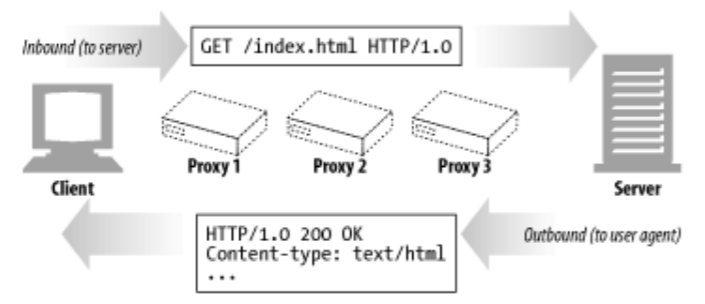 Inbound (to server)
GET /index.html HTTP/1.0
Proxy 1
Proxy 2
Proxy 3
Client
Server
HTTP/1.0 200 OK
Content-type: text/html
...
Outbound (to user agent)